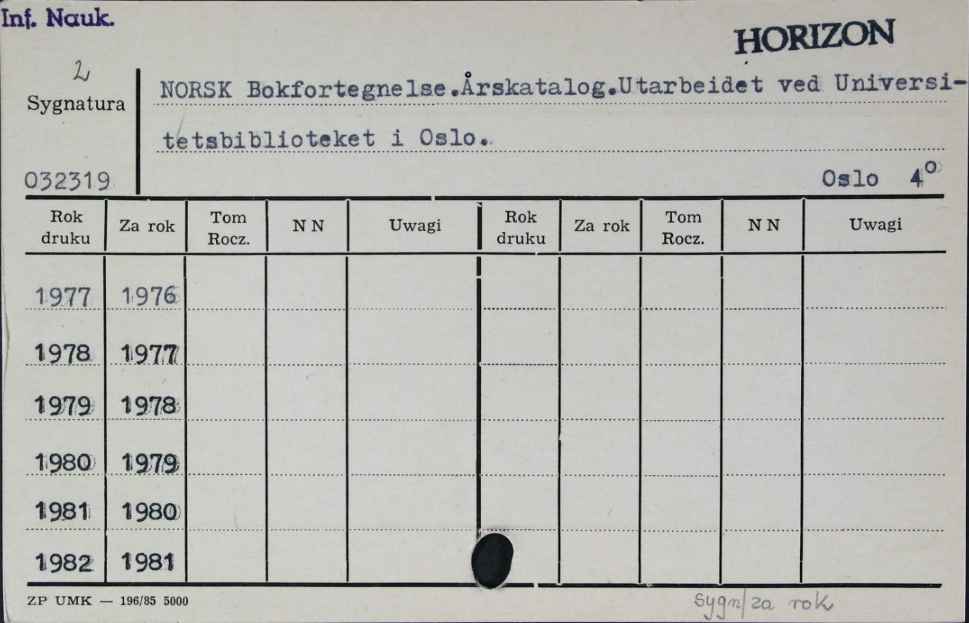 Inf. Nauk.
HORIZON
2
Sygnatura
NORSK Bokfortegnelse.Årskatalog.Utarbeidet ved Universi-
tetsbiblioteket i Oslo.
032319
Oslo 4º
Rok druku Za rok Tom Rocz. N N Uwagi Rok druku Za rok Tom Rocz. N N Uwagi
1977 1976
1978 1977
1979 1978
1980 1979
1981 1980
1982 1981
ZP UMK — 196/85 5000
sygn/za rok